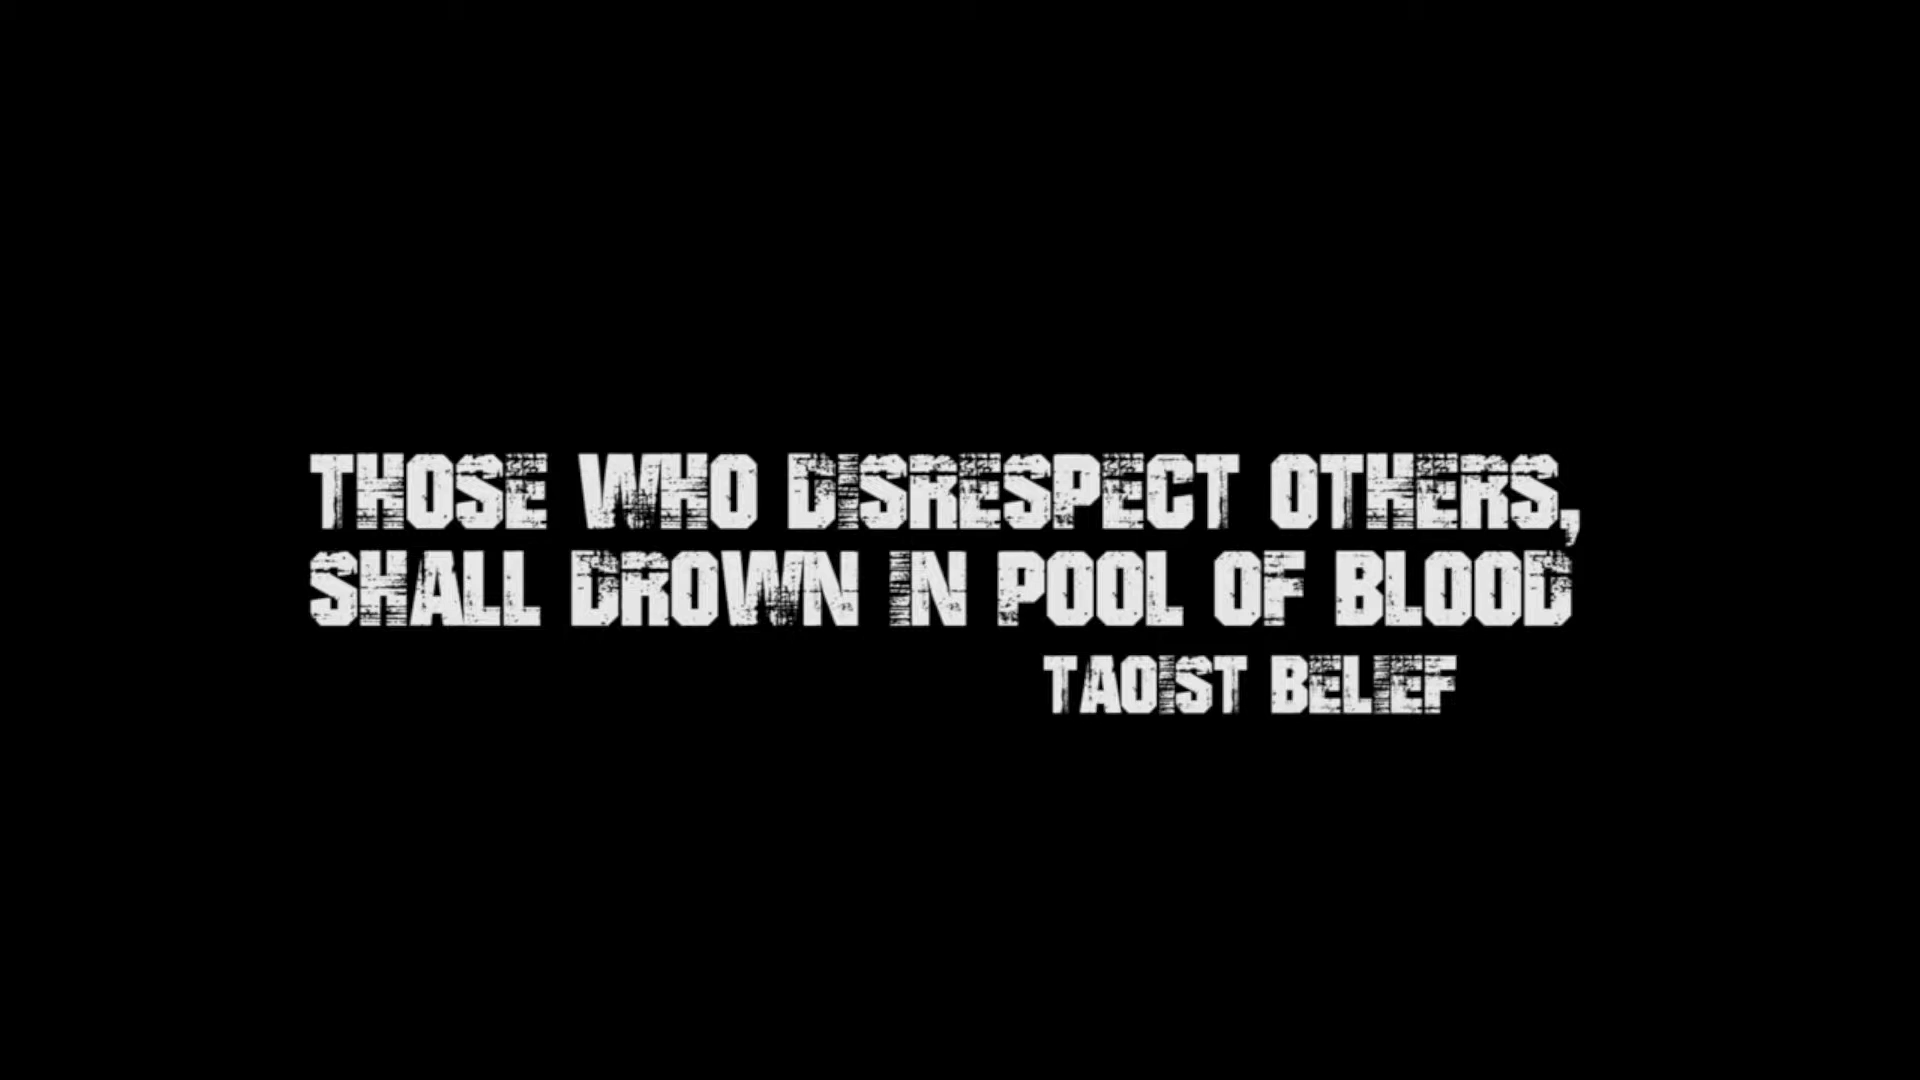 THOSE WHO DISRESPECT OTHERS,
SHALL DROWN IN POOL OF BLOOD
TAOIST BELIEF